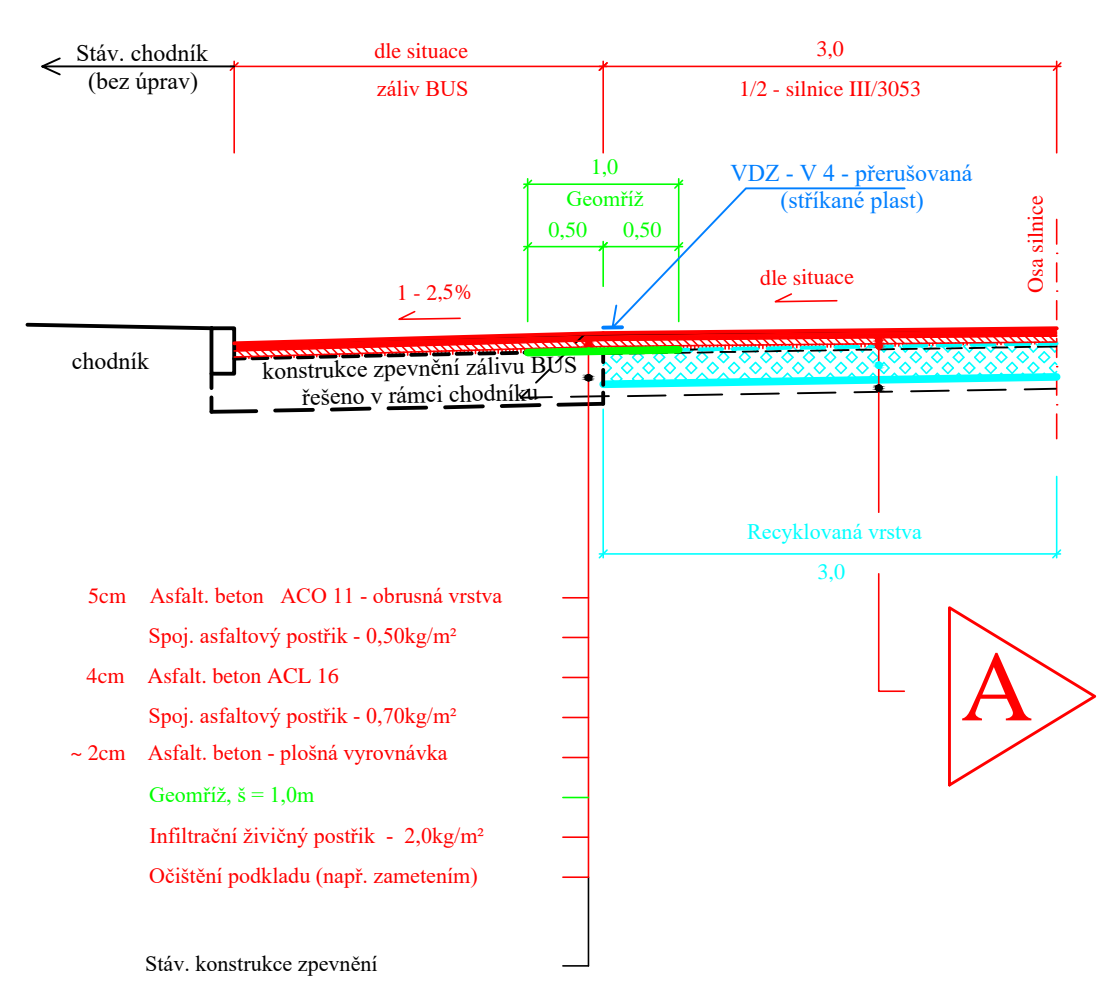 Stáv. chodník
(bez úprav)
dle situace
záliv BUS
3,0
1/2 - silnice III/3053
1,0
Geomříž
0,50
0,50
VDZ - V 4 - přerušovaná
(stříkané plast)
Osa silnice
1 - 2,5%
dle situace
chodník
konstrukce zpevnění zálivu BUS
řešeno v rámci chodníku
Recyklovaná vrstva
3,0
5cm Asfalt. beton ACO 11 - obrusná vrstva
Spoj. asfaltový postřik - 0,50kg/m²
4cm Asfalt. beton ACL 16
Spoj. asfaltový postřik - 0,70kg/m²
~ 2cm Asfalt. beton - plošná vyrovnávka
Geomříž, š = 1,0m
Infiltrační živičný postřik - 2,0kg/m²
Očištění podkladu (např. zametením)
Stáv. konstrukce zpevnění
A